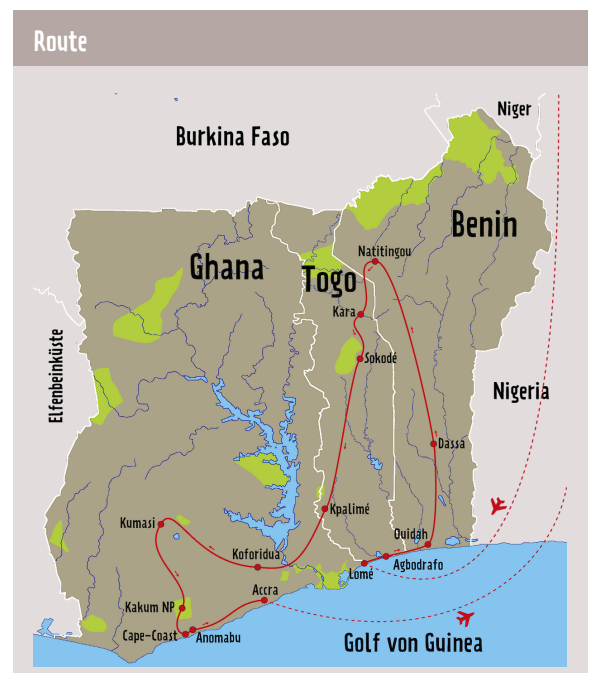 Route
Niger
Burkina Faso
Benin
Natitingou
Ghana
Togo
Kara
Sokodé
Elfenbeinküste
Nigeria
Dassa
Kpalimé
Kumasi
Ouidah
Koforidua
Agbodrafo
Lomé
Accra
Kakum NP
Cape-Coast
Anomabu
Golf von Guinea